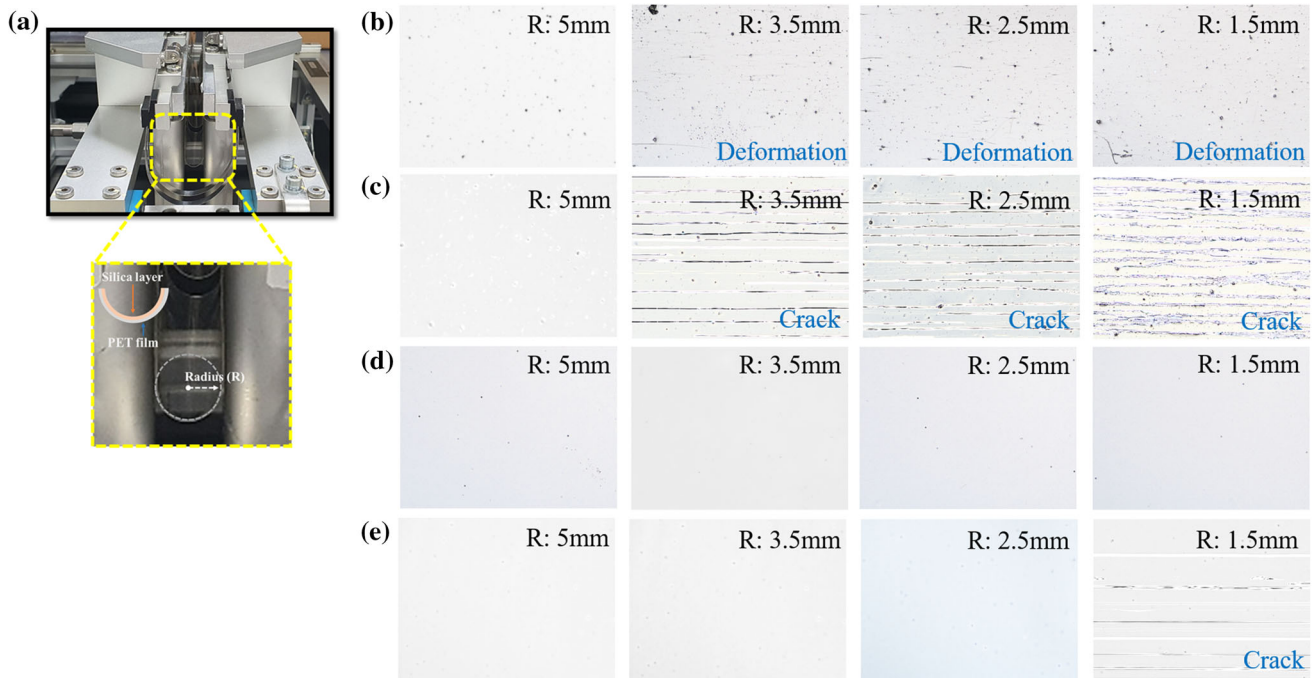 (a)
Silica layer
PET film
Radius (R)
(b)
R: 5mm
R: 3.5mm
Deformation
R: 2.5mm
Deformation
R: 1.5mm
Deformation
(c)
R: 5mm
R: 3.5mm
Crack
R: 2.5mm
Crack
R: 1.5mm
Crack
(d)
R: 5mm
R: 3.5mm
R: 2.5mm
R: 1.5mm
(e)
R: 5mm
R: 3.5mm
R: 2.5mm
R: 1.5mm
Crack